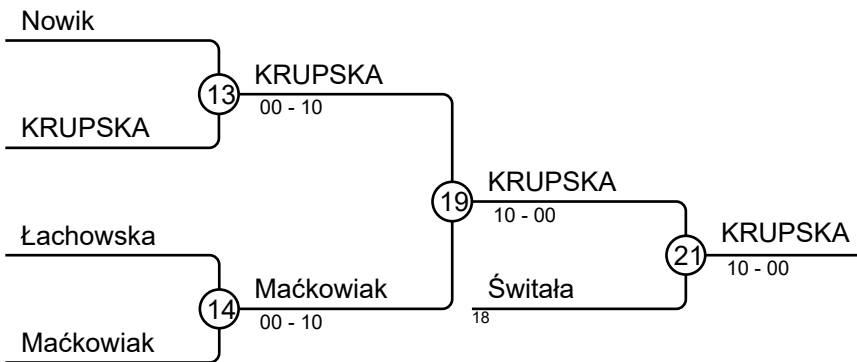 Nowik
13
KRUPSKA
00 - 10
KRUPSKA
19
KRUPSKA
10 - 00
Łachowska
21
KRUPSKA
10 - 00
14
Maćkowiak
00 - 10
Świtała
18
Maćkowiak